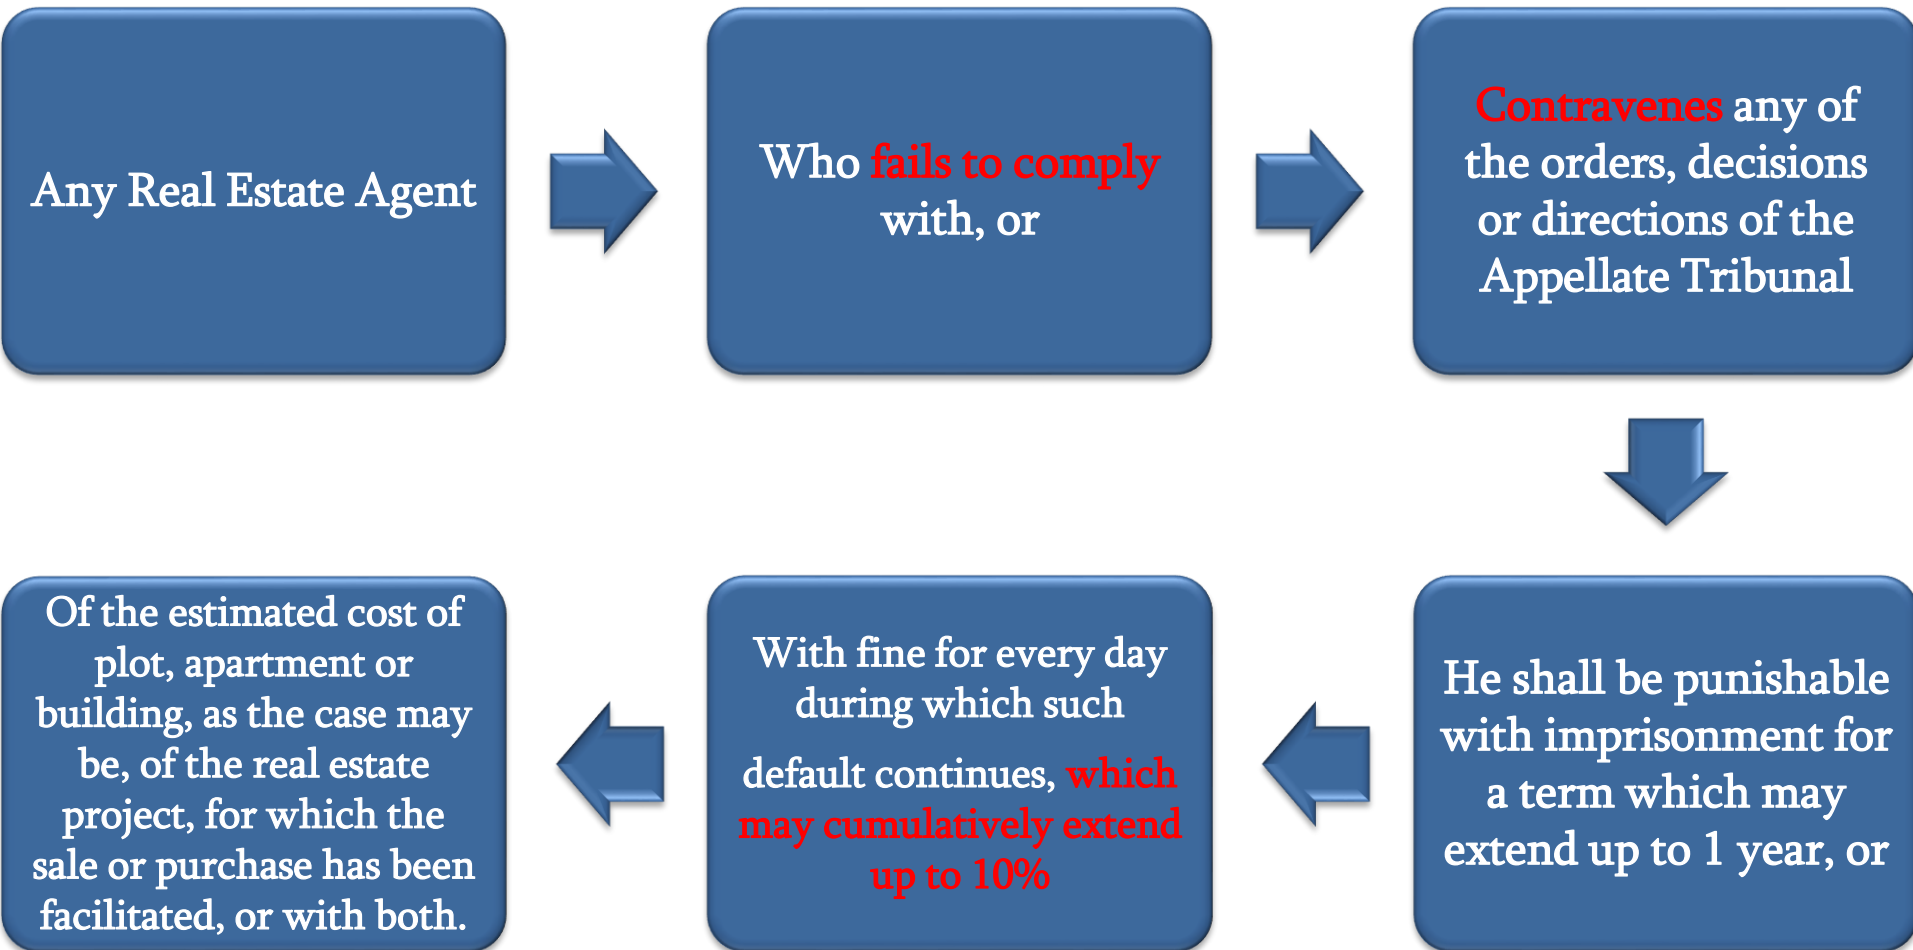 Any Real Estate Agent
Who fails to comply
with, or
Contravenes any of
the orders, decisions
or directions of the
Appellate Tribunal
He shall be punishable
with imprisonment for
a term which may
extend up to 1 year, or
With fine for every day
during which such
default continues, which
may cumulatively extend
up to 10%
Of the estimated cost of
plot, apartment or
building, as the case may
be, of the real estate
project, for which the
sale or purchase has been
facilitated, or with both.